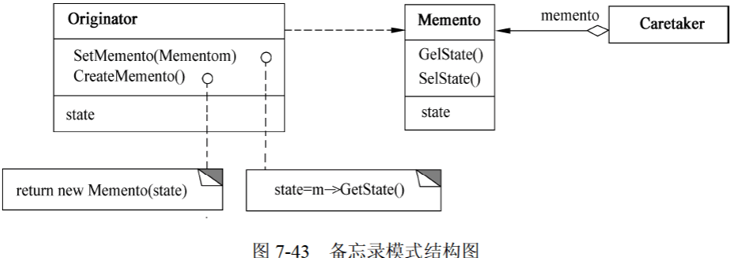 Originator
SetMemento(Mementom)
CreateMemento()
state
Memento
GelState()
SelState()
state
memento
Caretaker
return new Memento(state)
state=m->GetState()
图 7-43 备忘录模式结构图